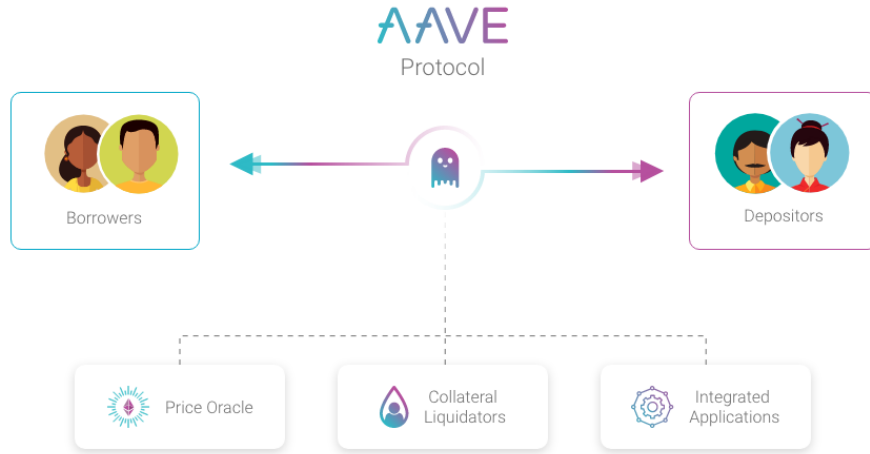 AAVE
Protocol
Borrowers
Depositors
Price Oracle
Collateral
Liquidators
Integrated
Applications